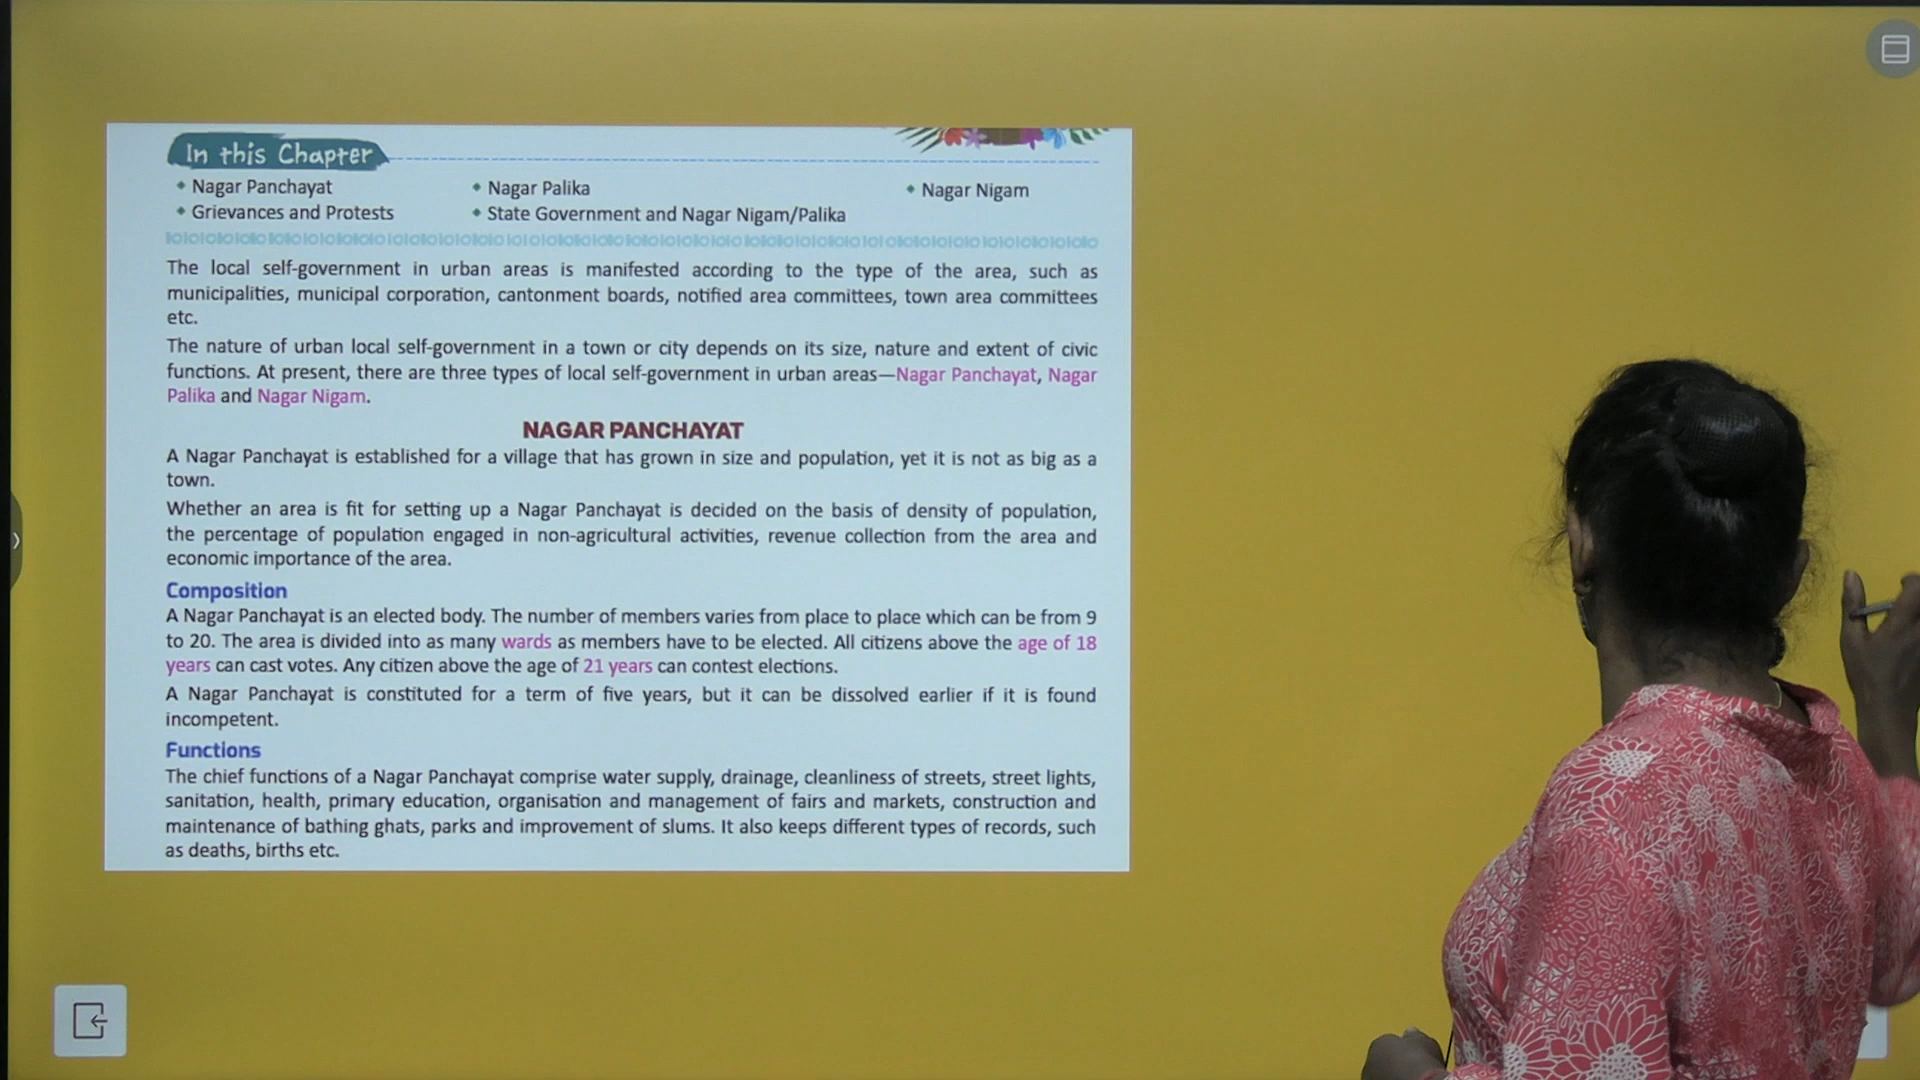 In this Chapter
Nagar Panchayat
Nagar Palika
Nagar Nigam
Grievances and Protests
State Government and Nagar Nigam/Palika
The local self-government in urban areas is manifested according to the type of the area, such as
municipalities, municipal corporation, cantonment boards, notified area committees, town area committees
etc.
The nature of urban local self-government in a town or city depends on its size, nature and extent of civic
functions. At present, there are three types of local self-government in urban areas—Nagar Panchayat, Nagar
Palika and Nagar Nigam.
NAGAR PANCHAYAT
A Nagar Panchayat is established for a village that has grown in size and population, yet it is not as big as a
town.
Whether an area is fit for setting up a Nagar Panchayat is decided on the basis of density of population,
the percentage of population engaged in non-agricultural activities, revenue collection from the area and
economic importance of the area.
Composition
A Nagar Panchayat is an elected body. The number of members varies from place to place which can be from 9
to 20. The area is divided into as many wards as members have to be elected. All citizens above the age of 18
years can cast votes. Any citizen above the age of 21 years can contest elections.
A Nagar Panchayat is constituted for a term of five years, but it can be dissolved earlier if it is found
incompetent.
Functions
The chief functions of a Nagar Panchayat comprise water supply, drainage, cleanliness of streets, street lights,
sanitation, health, primary education, organisation and management of fairs and markets, construction and
maintenance of bathing ghats, parks and improvement of slums. It also keeps different types of records, such
as deaths, births etc.